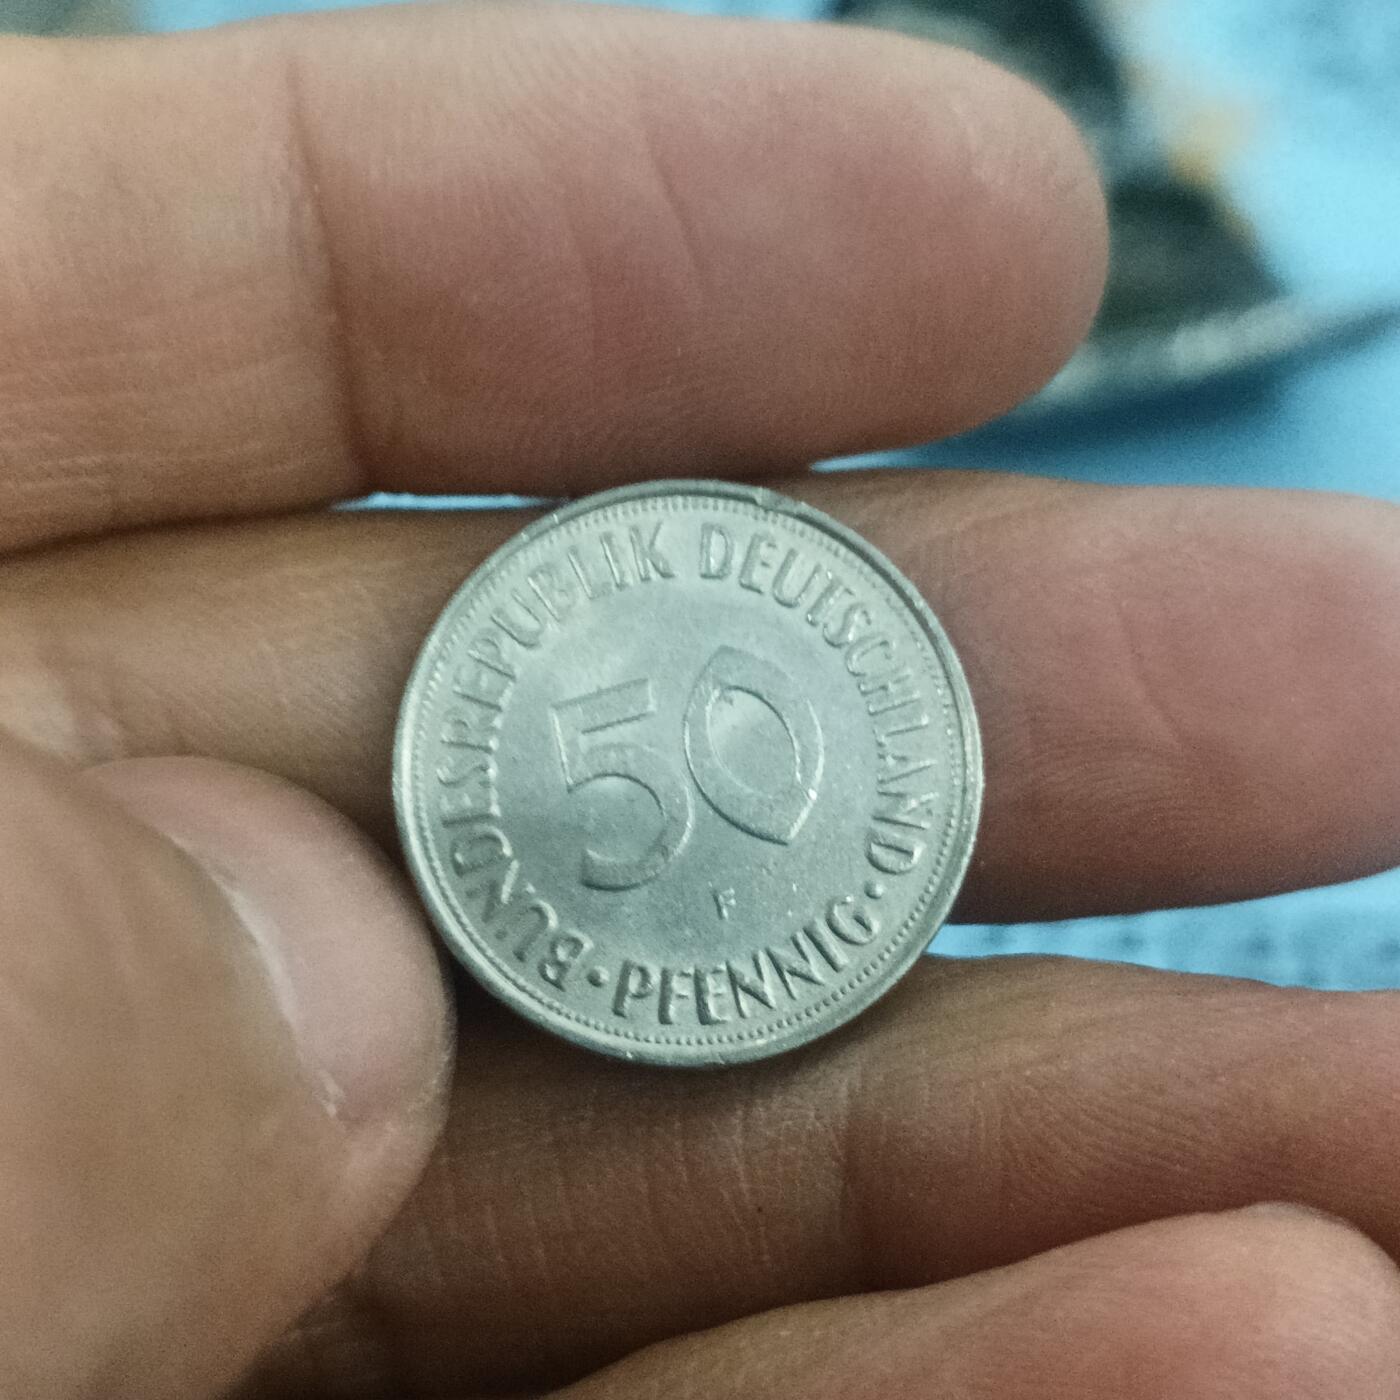 BUNDESREPUBLIK DEUTSCHLAND
50
F
· PFENNIG ·